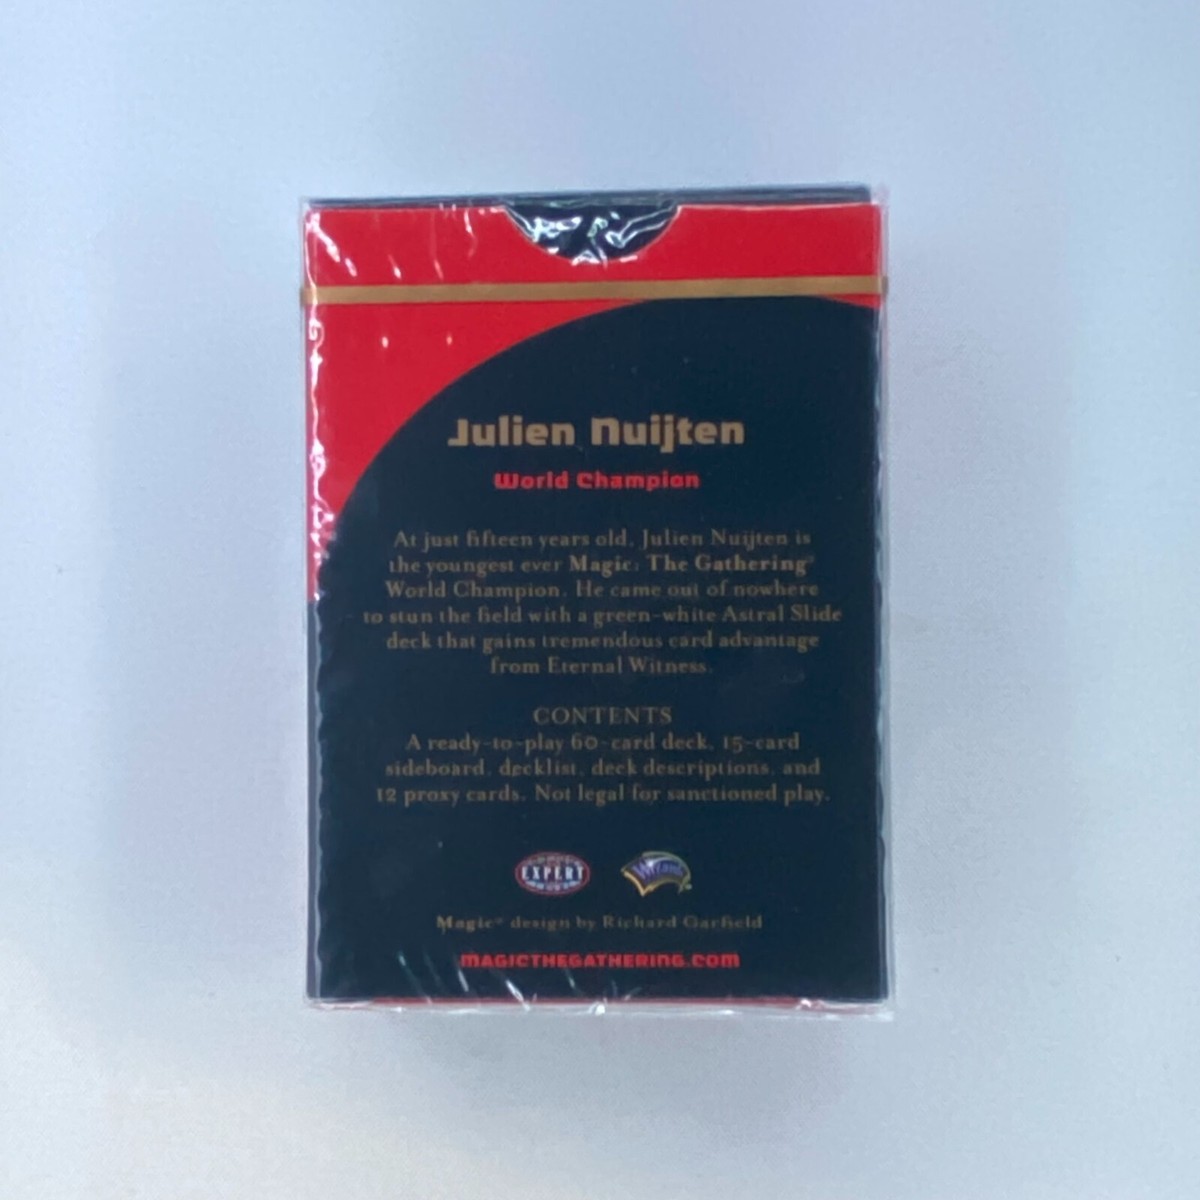 Julien Nuijten
World Champion
At just fifteen years old, Julien Nuijten is
the youngest ever Magic: The Gathering®
World Champion. He came out of nowhere
to stun the field with a green-white Astral Slide
deck that gains tremendous card advantage
from Eternal Witness.
CONTENTS
A ready-to-play 60-card deck, 15-card
sideboard, decklist, deck descriptions, and
12 proxy cards. Not legal for sanctioned play.
EXPERT
Wizards
Magic® design by Richard Garfield
MAGICTHEGATHERING.COM